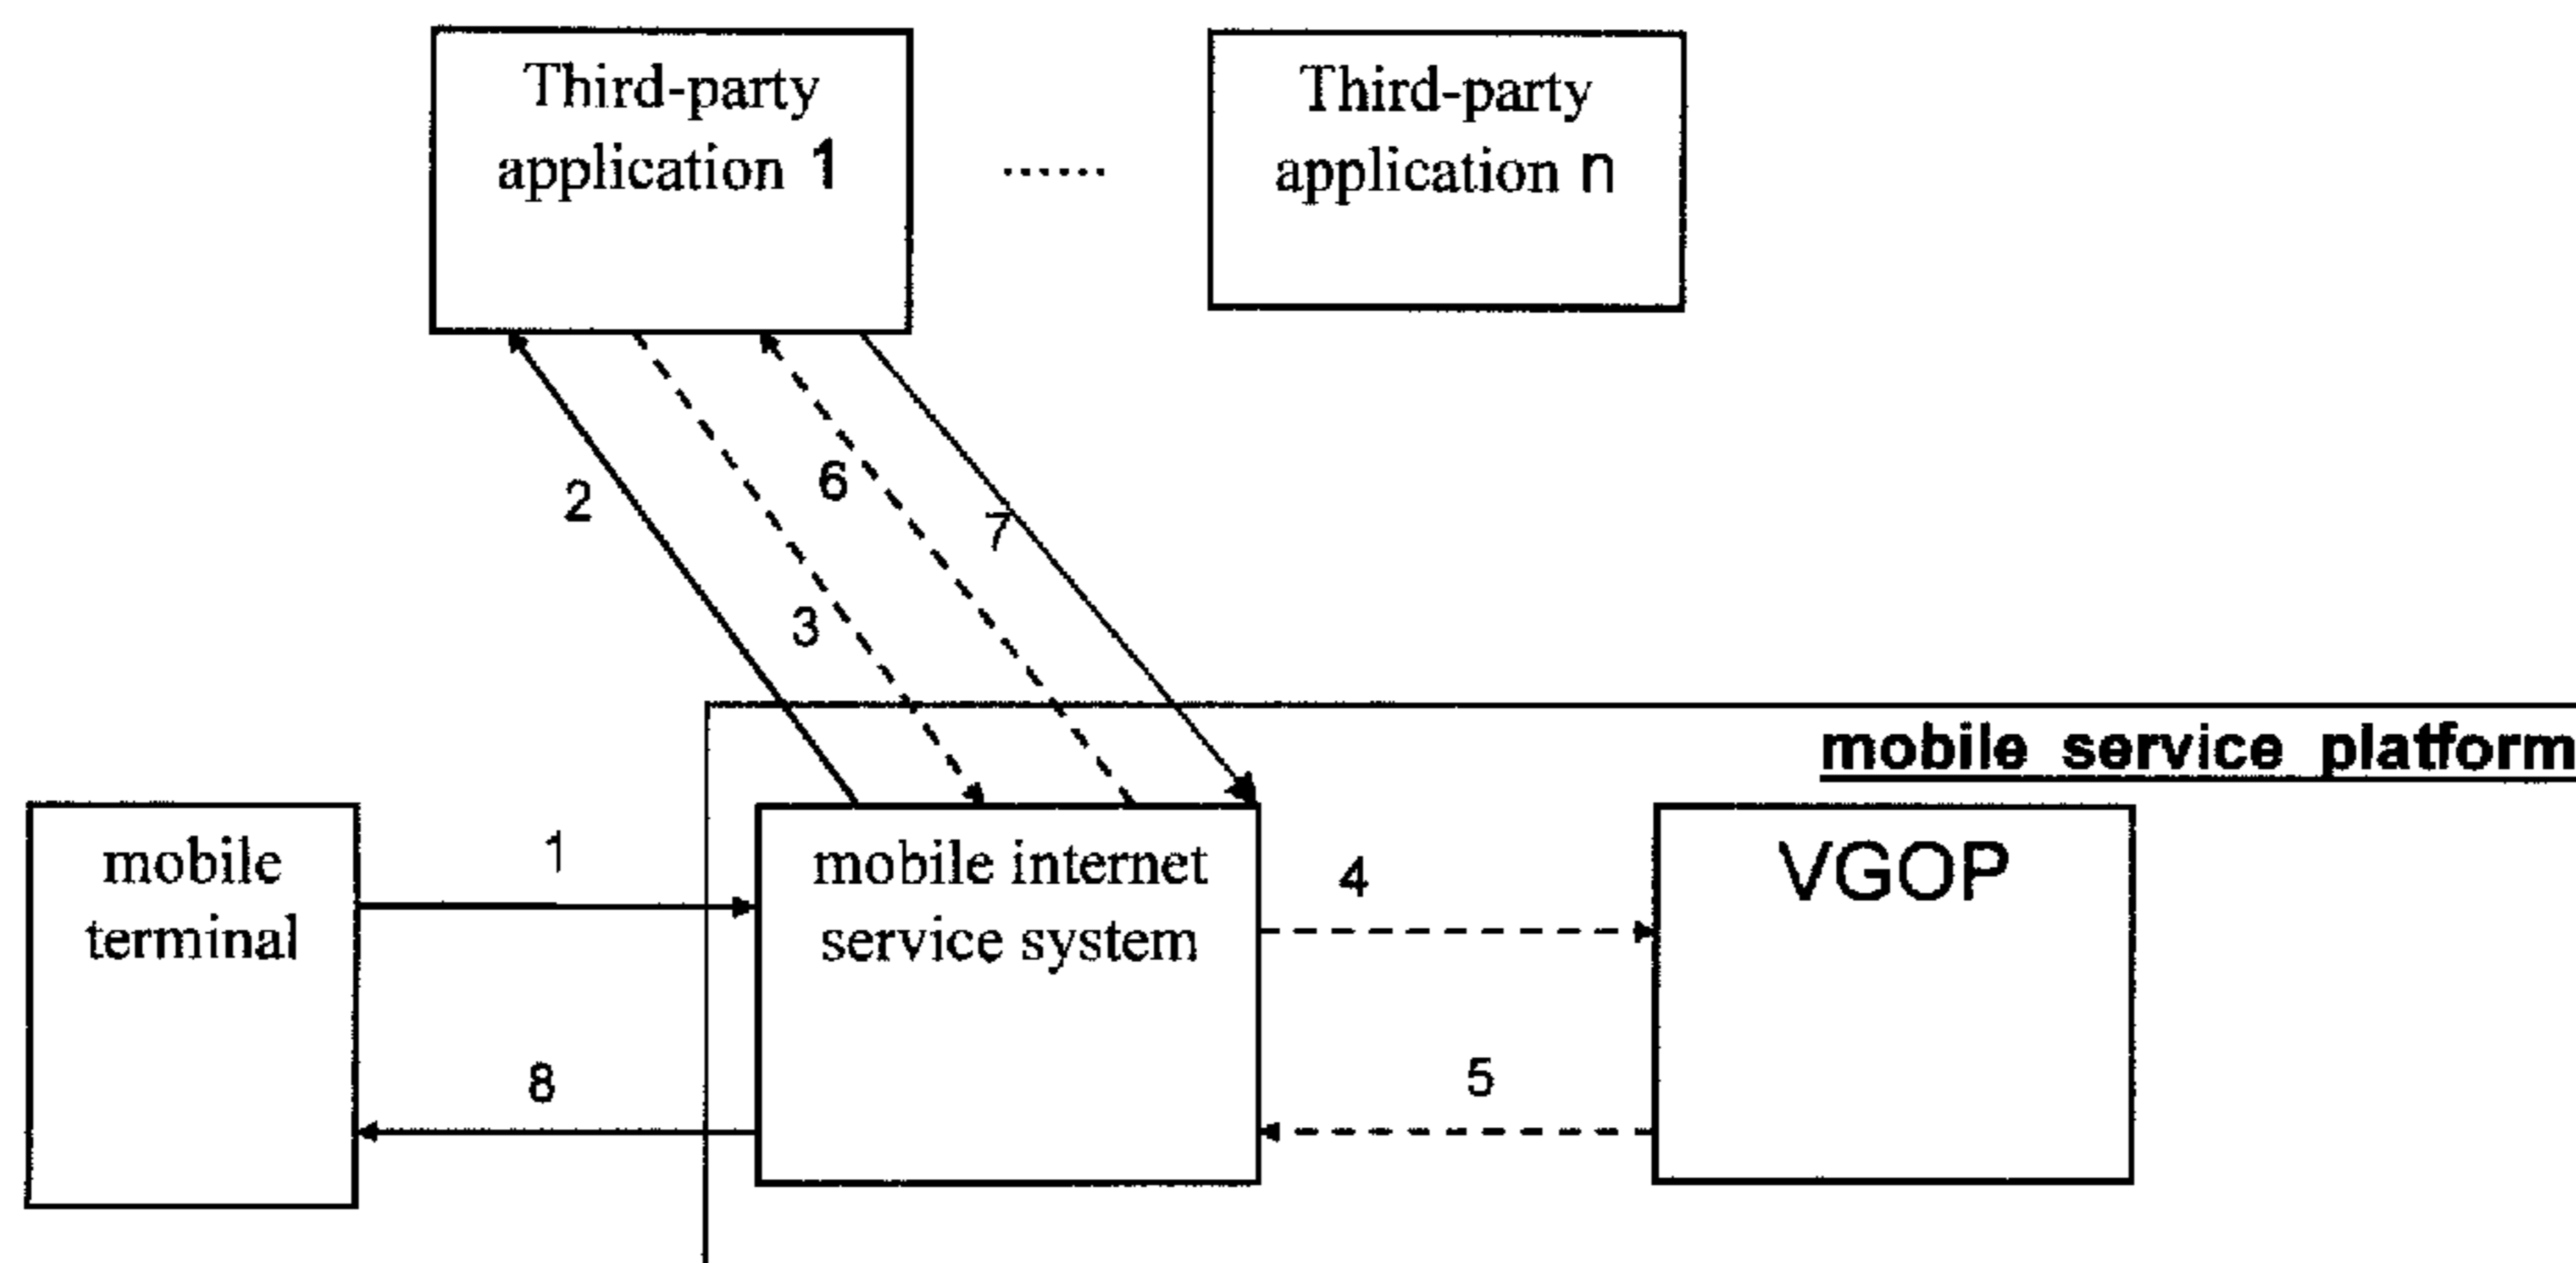 Third-party
application 1
......
Third-party
application n
2
6
7
3
mobile service platform
mobile
terminal
1
mobile internet
service system
4
VGOP
8
5